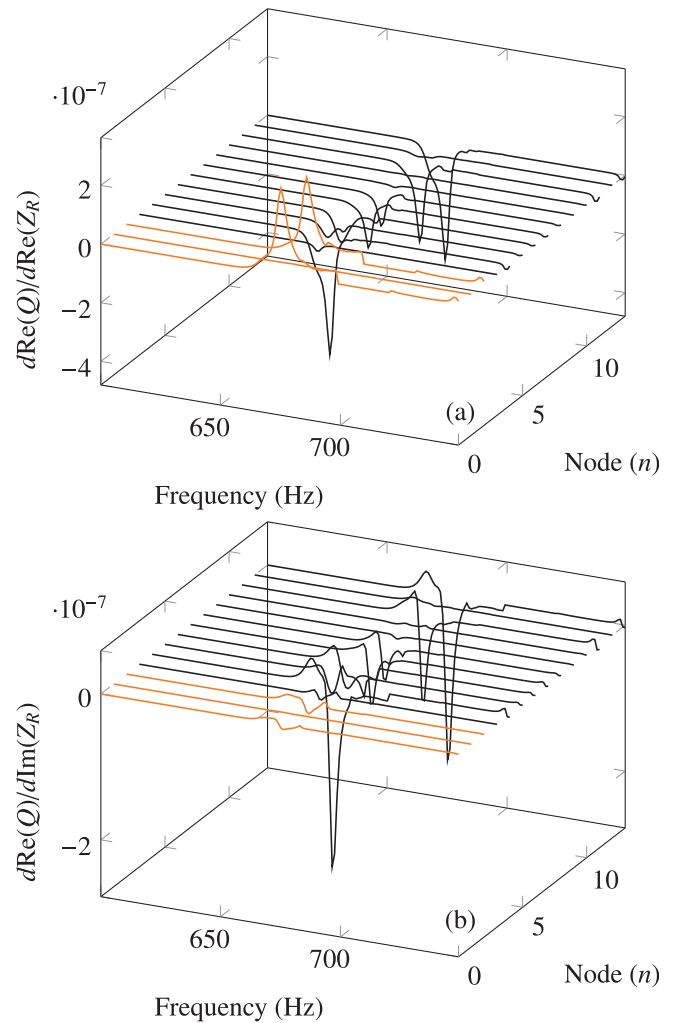 ·10⁻⁷
2
0
−2
−4
dRe(Q)/dRe(Z_R)
650
700
Frequency (Hz)
(a)
0
5
10
Node (n)
·10⁻⁷
0
−2
dRe(Q)/dIm(Z_R)
650
700
Frequency (Hz)
(b)
0
5
10
Node (n)